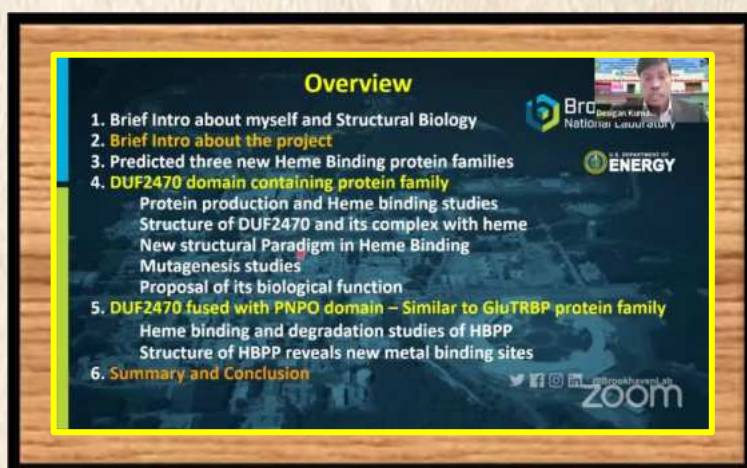 Overview
1. Brief Intro about myself and Structural Biology
2. Brief Intro about the project
3. Predicted three new Heme Binding protein families
4. DUF2470 domain containing protein family
Protein production and Heme binding studies
Structure of DUF2470 and its complex with heme
New structural Paradigm in Heme Binding
Mutagenesis studies
Proposal of its biological function
5. DUF2470 fused with PNPO domain – Similar to GluTRBP protein family
Heme binding and degradation studies of HBPP
Structure of HBPP reveals new metal binding sites
6. Summary and Conclusion
Bro
Desigan Kum...
National Laboratory
U.S. DEPARTMENT OF
ENERGY
@BrookhavenLab
zoom